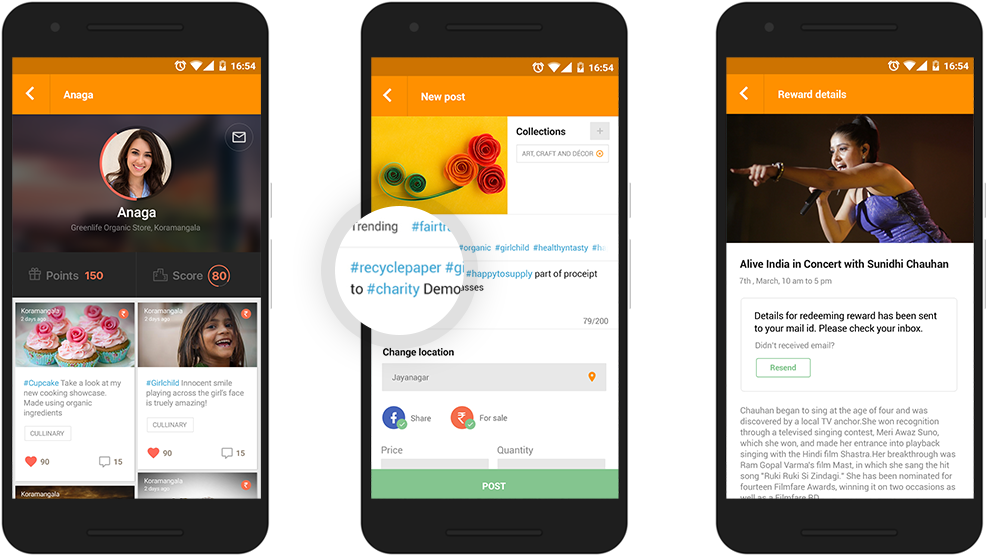 16:54
Anaga
Anaga
Greenlife Organic Store, Koramangala
Points 150
Score 80
Koramangala
2 days ago
#Cupcake Take a look at my
new cooking showcase.
Made using organic
ingredients
CULLINARY
90
15
Koramangala
Koramangala
2 days ago
#Girlchild Innocent smile
playing across the girl's face
is truely amazing!
CULLINARY
90
15
Koramangala
2 days ago
16:54
New post
Collections
+
ART, CRAFT AND DÉCOR
Trending #fairtr
#organic #girlchild #healthyntasty #he
#recyclepaper #gi
#happytosupply part of proceipt
to #charity Demo
asses
79/200
Change location
Jayanagar
f Share
₹ For sale
Price
Quantity
POST
16:54
Reward details
Alive India in Concert with Sunidhi Chauhan
7th , March, 10 am to 5 pm
Details for redeeming reward has been sent
to your mail id. Please check your inbox.
Didn't received email?
Resend
Chauhan began to sing at the age of four and was
discovered by a local TV anchor.She won recognition
through a televised singing contest, Meri Awaz Suno,
which she won, and made her entrance into playback
singing with the Hindi film Shastra.Her breakthrough was
Ram Gopal Varma's film Mast, in which she sang the hit
song "Ruki Ruki Si Zindagi." She has been nominated for
fourteen Filmfare Awards, winning it on two occasions as
well as a Filmfare RD